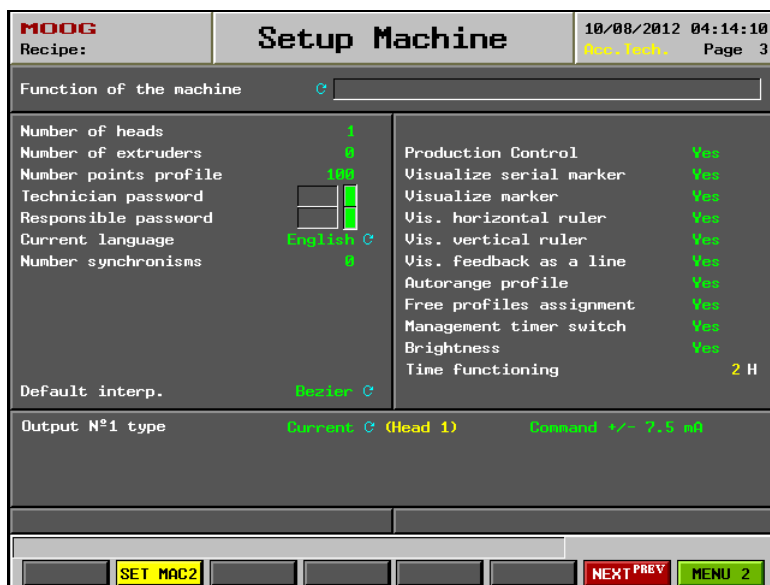 MOOG
Recipe:
Setup Machine
10/08/2012 04:14:10
Acc.Tech. Page 3
Function of the machine
Number of heads 1
Number of extruders 0
Number points profile 100
Technician password
Responsible password
Current language English
Number synchronisms 0
Default interp. Bezier
Production Control Yes
Visualize serial marker Yes
Visualize marker Yes
Vis. horizontal ruler Yes
Vis. vertical ruler Yes
Vis. feedback as a line Yes
Autorange profile Yes
Free profiles assignment Yes
Management timer switch Yes
Brightness Yes
Time functioning 2 H
Output Nº1 type Current (Head 1) Command +/- 7.5 mA
SET MAC2 NEXT PREV MENU 2